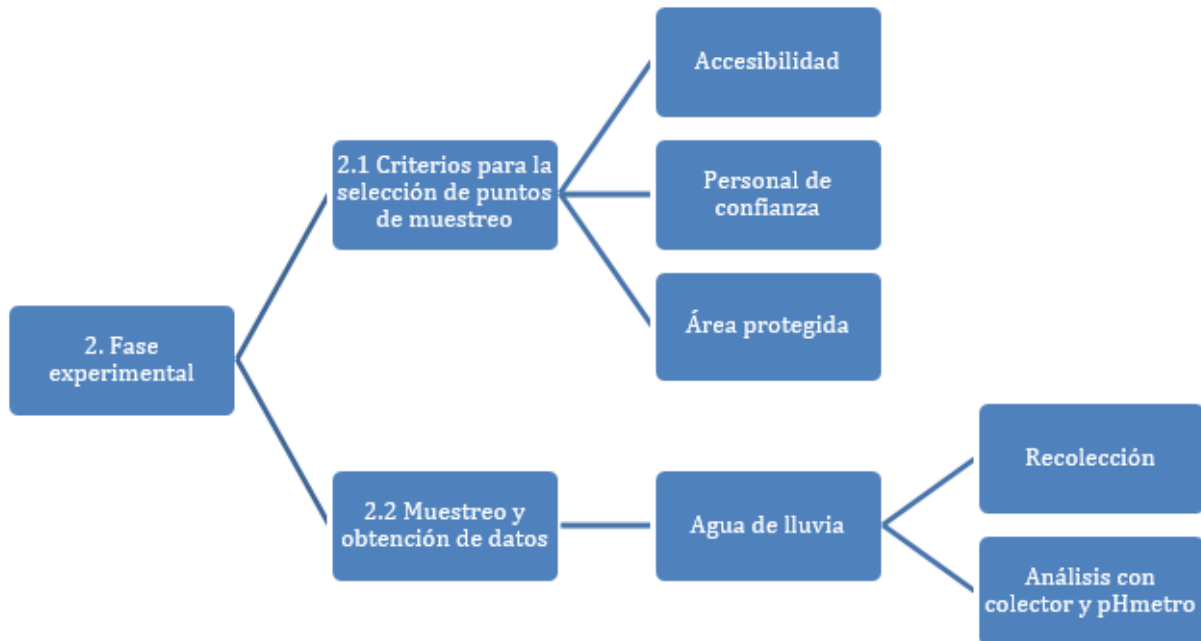 2. Fase
experimental
2.1 Criterios para la
selección de puntos
de muestreo
Accesibilidad
Personal de
confianza
Área protegida
2.2 Muestreo y
obtención de datos
Agua de lluvia
Recolección
Análisis con
colector y pHmetro